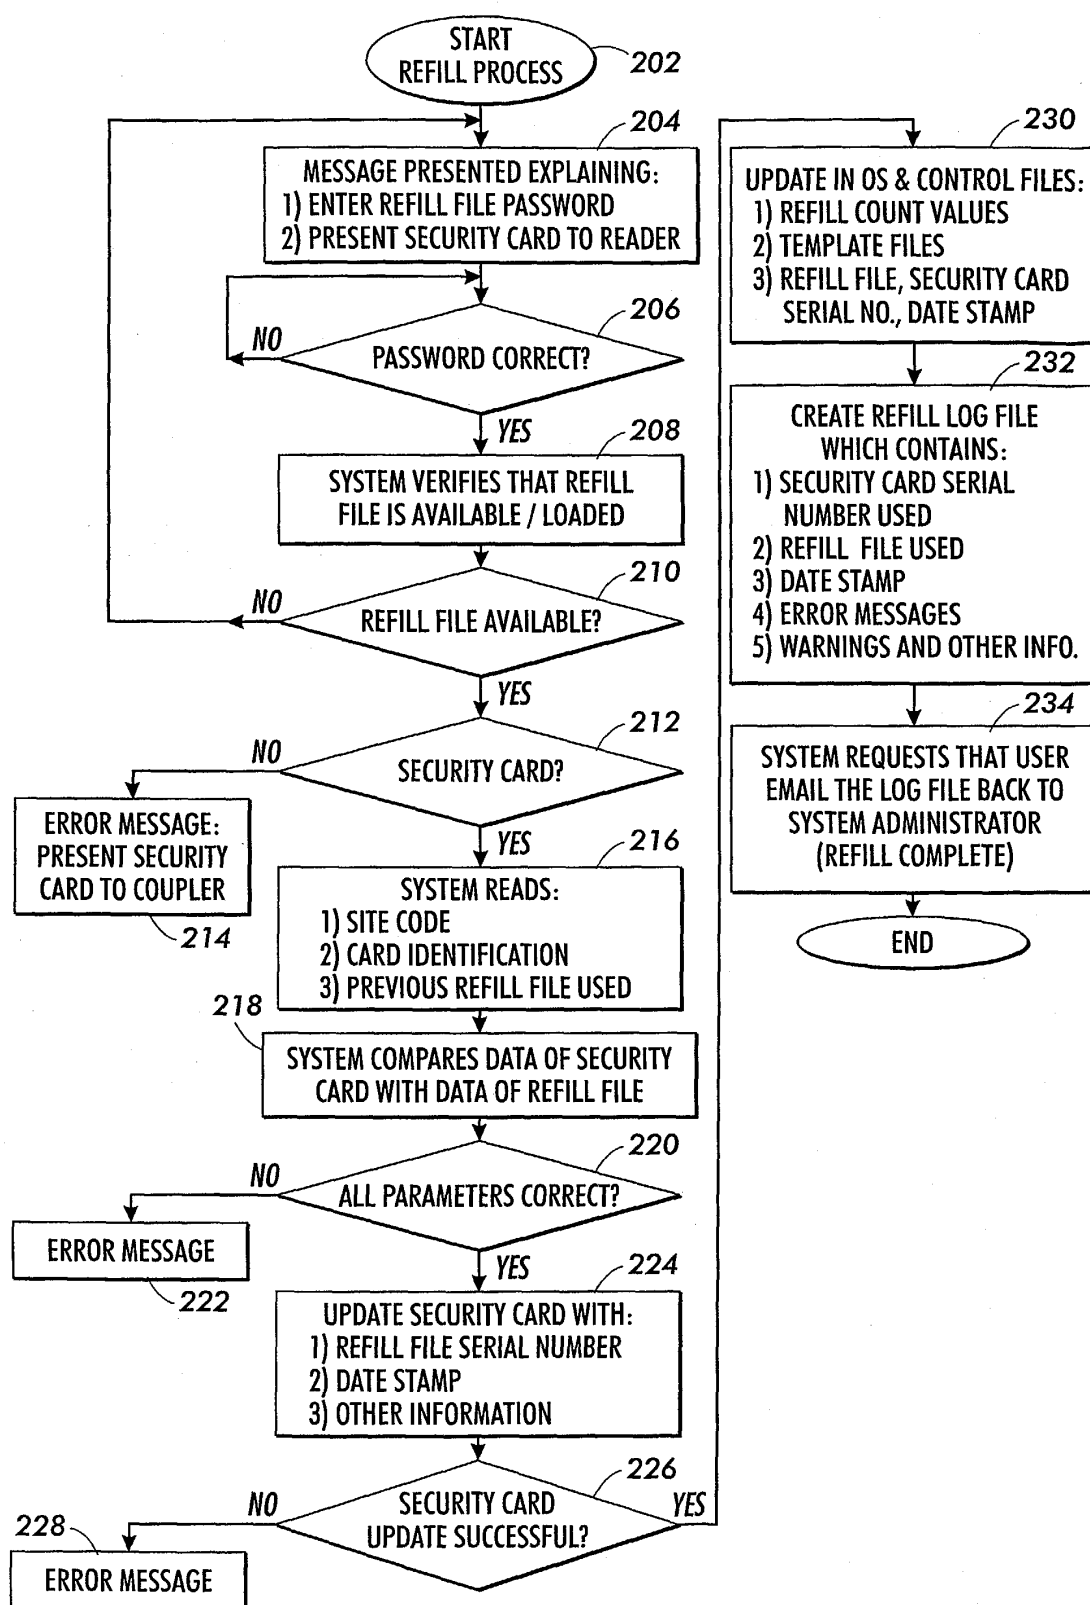 START
REFILL PROCESS
202
204
MESSAGE PRESENTED EXPLAINING:
1) ENTER REFILL FILE PASSWORD
2) PRESENT SECURITY CARD TO READER
206
NO
PASSWORD CORRECT?
YES
208
SYSTEM VERIFIES THAT REFILL
FILE IS AVAILABLE / LOADED
210
NO
REFILL FILE AVAILABLE?
YES
212
NO
SECURITY CARD?
ERROR MESSAGE:
PRESENT SECURITY
CARD TO COUPLER
214
YES
216
SYSTEM READS:
1) SITE CODE
2) CARD IDENTIFICATION
3) PREVIOUS REFILL FILE USED
218
SYSTEM COMPARES DATA OF SECURITY
CARD WITH DATA OF REFILL FILE
220
NO
ALL PARAMETERS CORRECT?
ERROR MESSAGE
222
YES
224
UPDATE SECURITY CARD WITH:
1) REFILL FILE SERIAL NUMBER
2) DATE STAMP
3) OTHER INFORMATION
226
NO
SECURITY CARD
UPDATE SUCCESSFUL?
YES
228
ERROR MESSAGE
230
UPDATE IN OS & CONTROL FILES:
1) REFILL COUNT VALUES
2) TEMPLATE FILES
3) REFILL FILE, SECURITY CARD
SERIAL NO., DATE STAMP
232
CREATE REFILL LOG FILE
WHICH CONTAINS:
1) SECURITY CARD SERIAL
NUMBER USED
2) REFILL FILE USED
3) DATE STAMP
4) ERROR MESSAGES
5) WARNINGS AND OTHER INFO.
234
SYSTEM REQUESTS THAT USER
EMAIL THE LOG FILE BACK TO
SYSTEM ADMINISTRATOR
(REFILL COMPLETE)
END